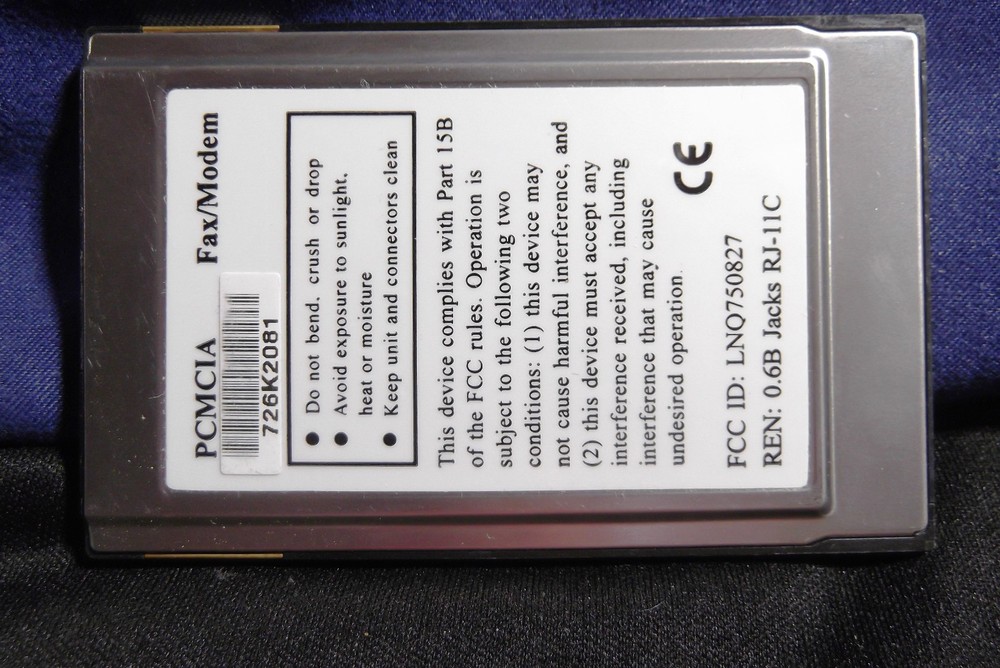 PCMCIA Fax/Modem
726K2081
● Do not bend. crush or drop
● Avoid exposure to sunlight.
heat or moisture
● Keep unit and connectors clean
This device complies with Part 15B
of the FCC rules. Operation is
subject to the following two
conditions: (1) this device may
not cause harmful interference, and
(2) this device must accept any
interference received, including
interference that may cause
undesired operation.
CE
FCC ID: LNQ750827
REN: 0.6B Jacks RJ-11C